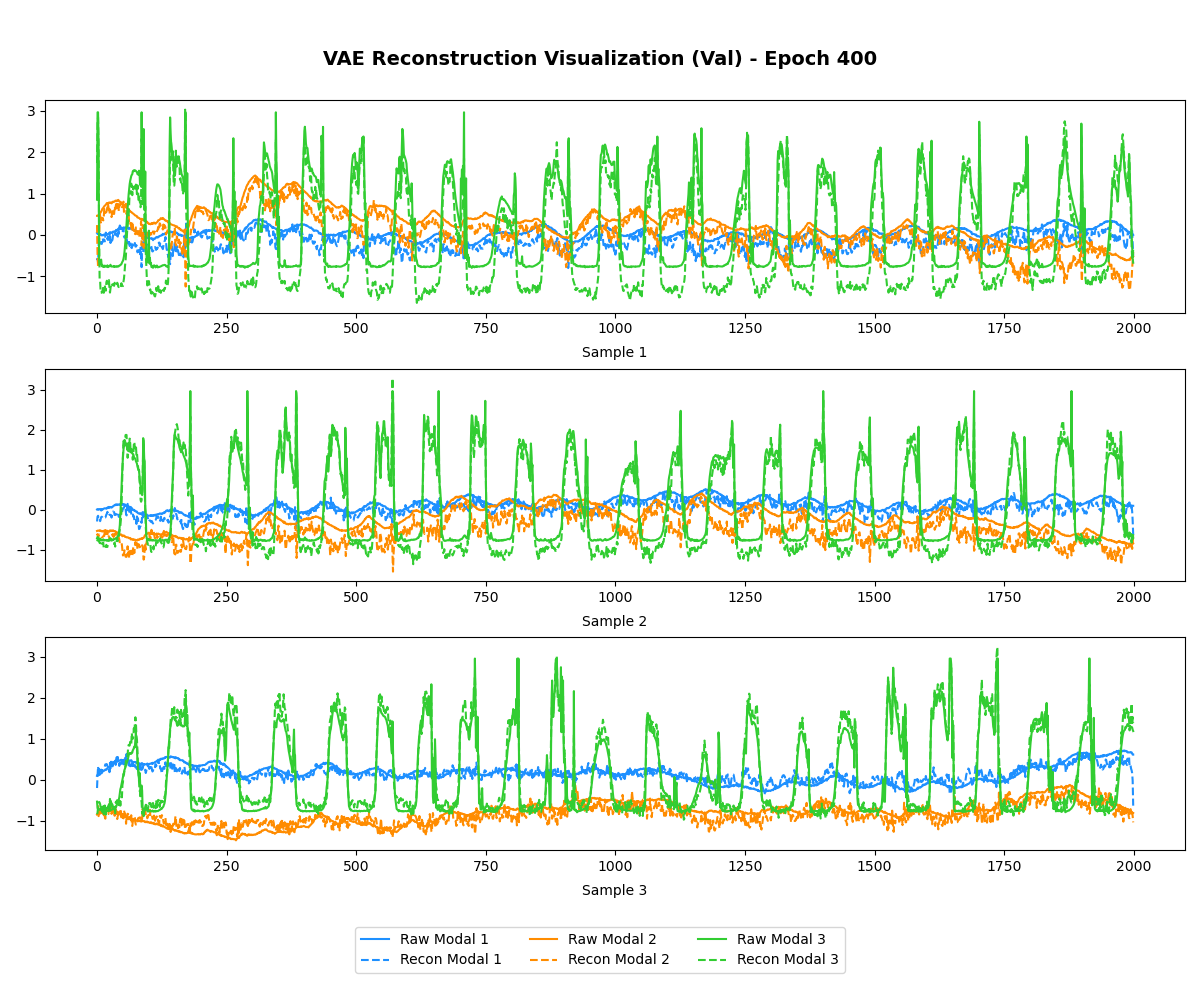 VAE Reconstruction Visualization (Val) - Epoch 400
3
2
1
0
−1
0 250 500 750 1000 1250 1500 1750 2000
Sample 1
3
2
1
0
−1
0 250 500 750 1000 1250 1500 1750 2000
Sample 2
3
2
1
0
−1
0 250 500 750 1000 1250 1500 1750 2000
Sample 3
Raw Modal 1 Raw Modal 2 Raw Modal 3
Recon Modal 1 Recon Modal 2 Recon Modal 3